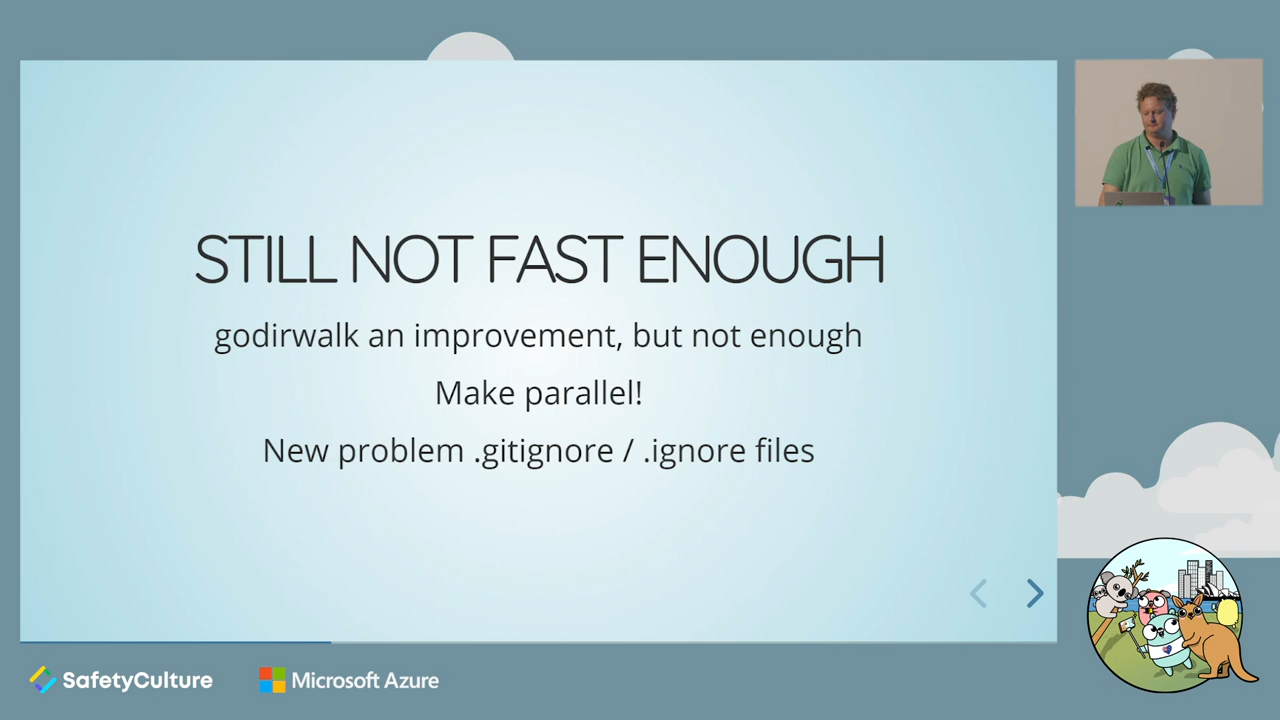 STILL NOT FAST ENOUGH
godirwalk an improvement, but not enough
Make parallel!
New problem .gitignore / .ignore files
SafetyCulture
Microsoft Azure